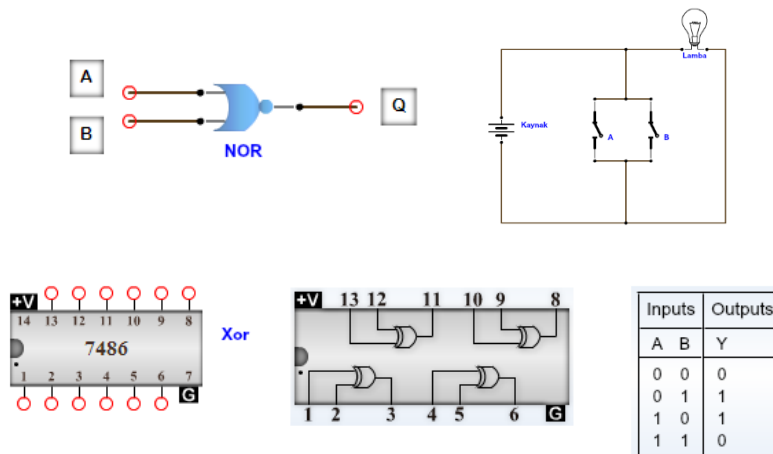 A
B
Q
NOR
Lamba
Kaynak
A
B
+V
14 13 12 11 10 9 8
7486
1 2 3 4 5 6 7
G
Xor
+V 13 12 11 10 9 8
1 2 3 4 5 6 G
Inputs Outputs
A B Y
0 0 0
0 1 1
1 0 1
1 1 0